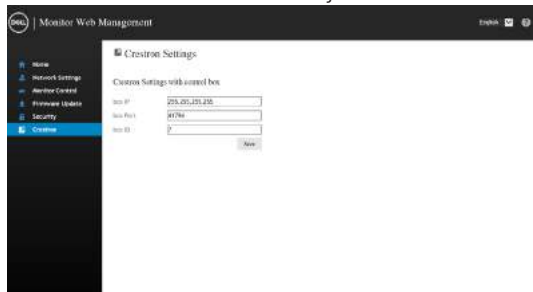 DELL | Monitor Web Management
English
Crestron Settings
Home
Network Settings
Monitor Control
Firmware Update
Security
Crestron
Crestron Settings with control box
box IP 255.255.255.255
box Port 41794
box ID 7
Save